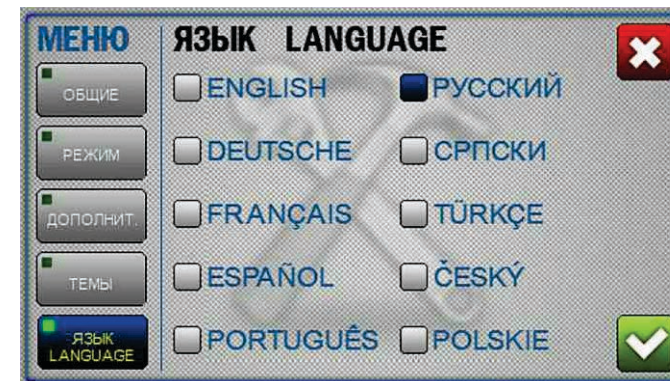 МЕНЮ
ОБЩИЕ
РЕЖИМ
ДОПОЛНИТ.
ТЕМЫ
ЯЗЫК
LANGUAGE
ЯЗЫК LANGUAGE
ENGLISH
РУССКИЙ
DEUTSCHE
СРПСКИ
FRANÇAIS
TÜRKÇE
ESPAÑOL
ČESKÝ
PORTUGUÊS
POLSKIE